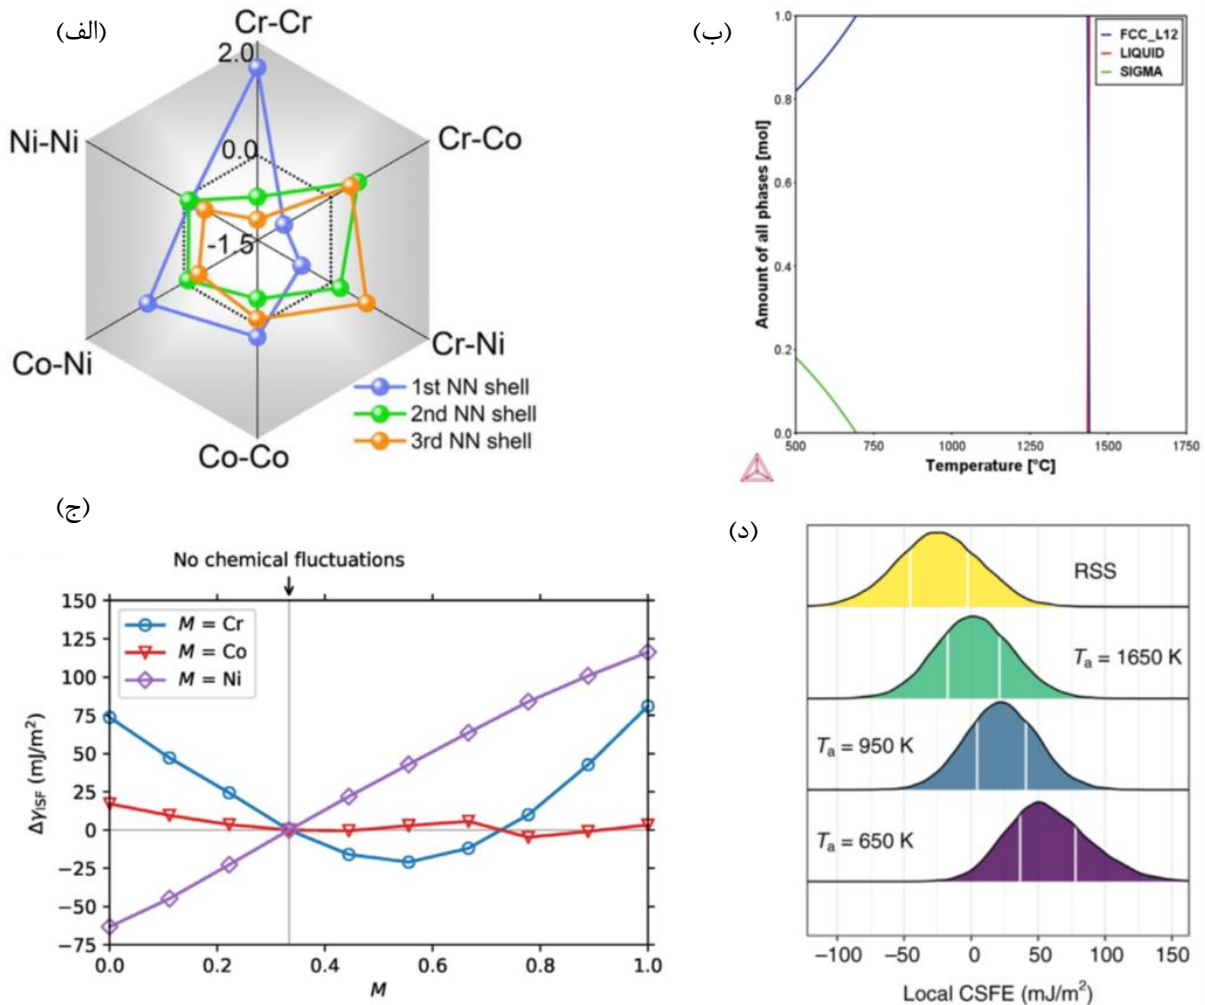 (الف)
Cr-Cr
2.0
Ni-Ni
Cr-Co
0.0
-1.5
Co-Ni
Cr-Ni
Co-Co
1st NN shell
2nd NN shell
3rd NN shell
(ب)
FCC_L12
LIQUID
SIGMA
1.0
0.8
0.6
0.4
0.2
0.0
Amount of all phases [mol]
500 750 1000 1250 1500 1750
Temperature [°C]
(ج)
No chemical fluctuations
M = Cr
M = Co
M = Ni
150
125
100
75
50
25
0
−25
−50
−75
Δγ_ISF (mJ/m²)
0.0 0.2 0.4 0.6 0.8 1.0
M
(د)
RSS
Tₐ = 1650 K
Tₐ = 950 K
Tₐ = 650 K
−100 −50 0 50 100 150
Local CSFE (mJ/m²)